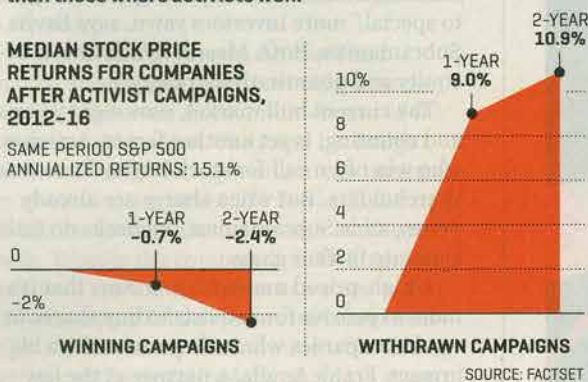 MEDIAN STOCK PRICE
RETURNS FOR COMPANIES
AFTER ACTIVIST CAMPAIGNS,
2012–16
SAME PERIOD S&P 500
ANNUALIZED RETURNS: 15.1%
1-YEAR
–0.7%
2-YEAR
–2.4%
0
–2%
WINNING CAMPAIGNS
2-YEAR
10.9%
1-YEAR
9.0%
10%
8
6
4
2
0
WITHDRAWN CAMPAIGNS
SOURCE: FACTSET